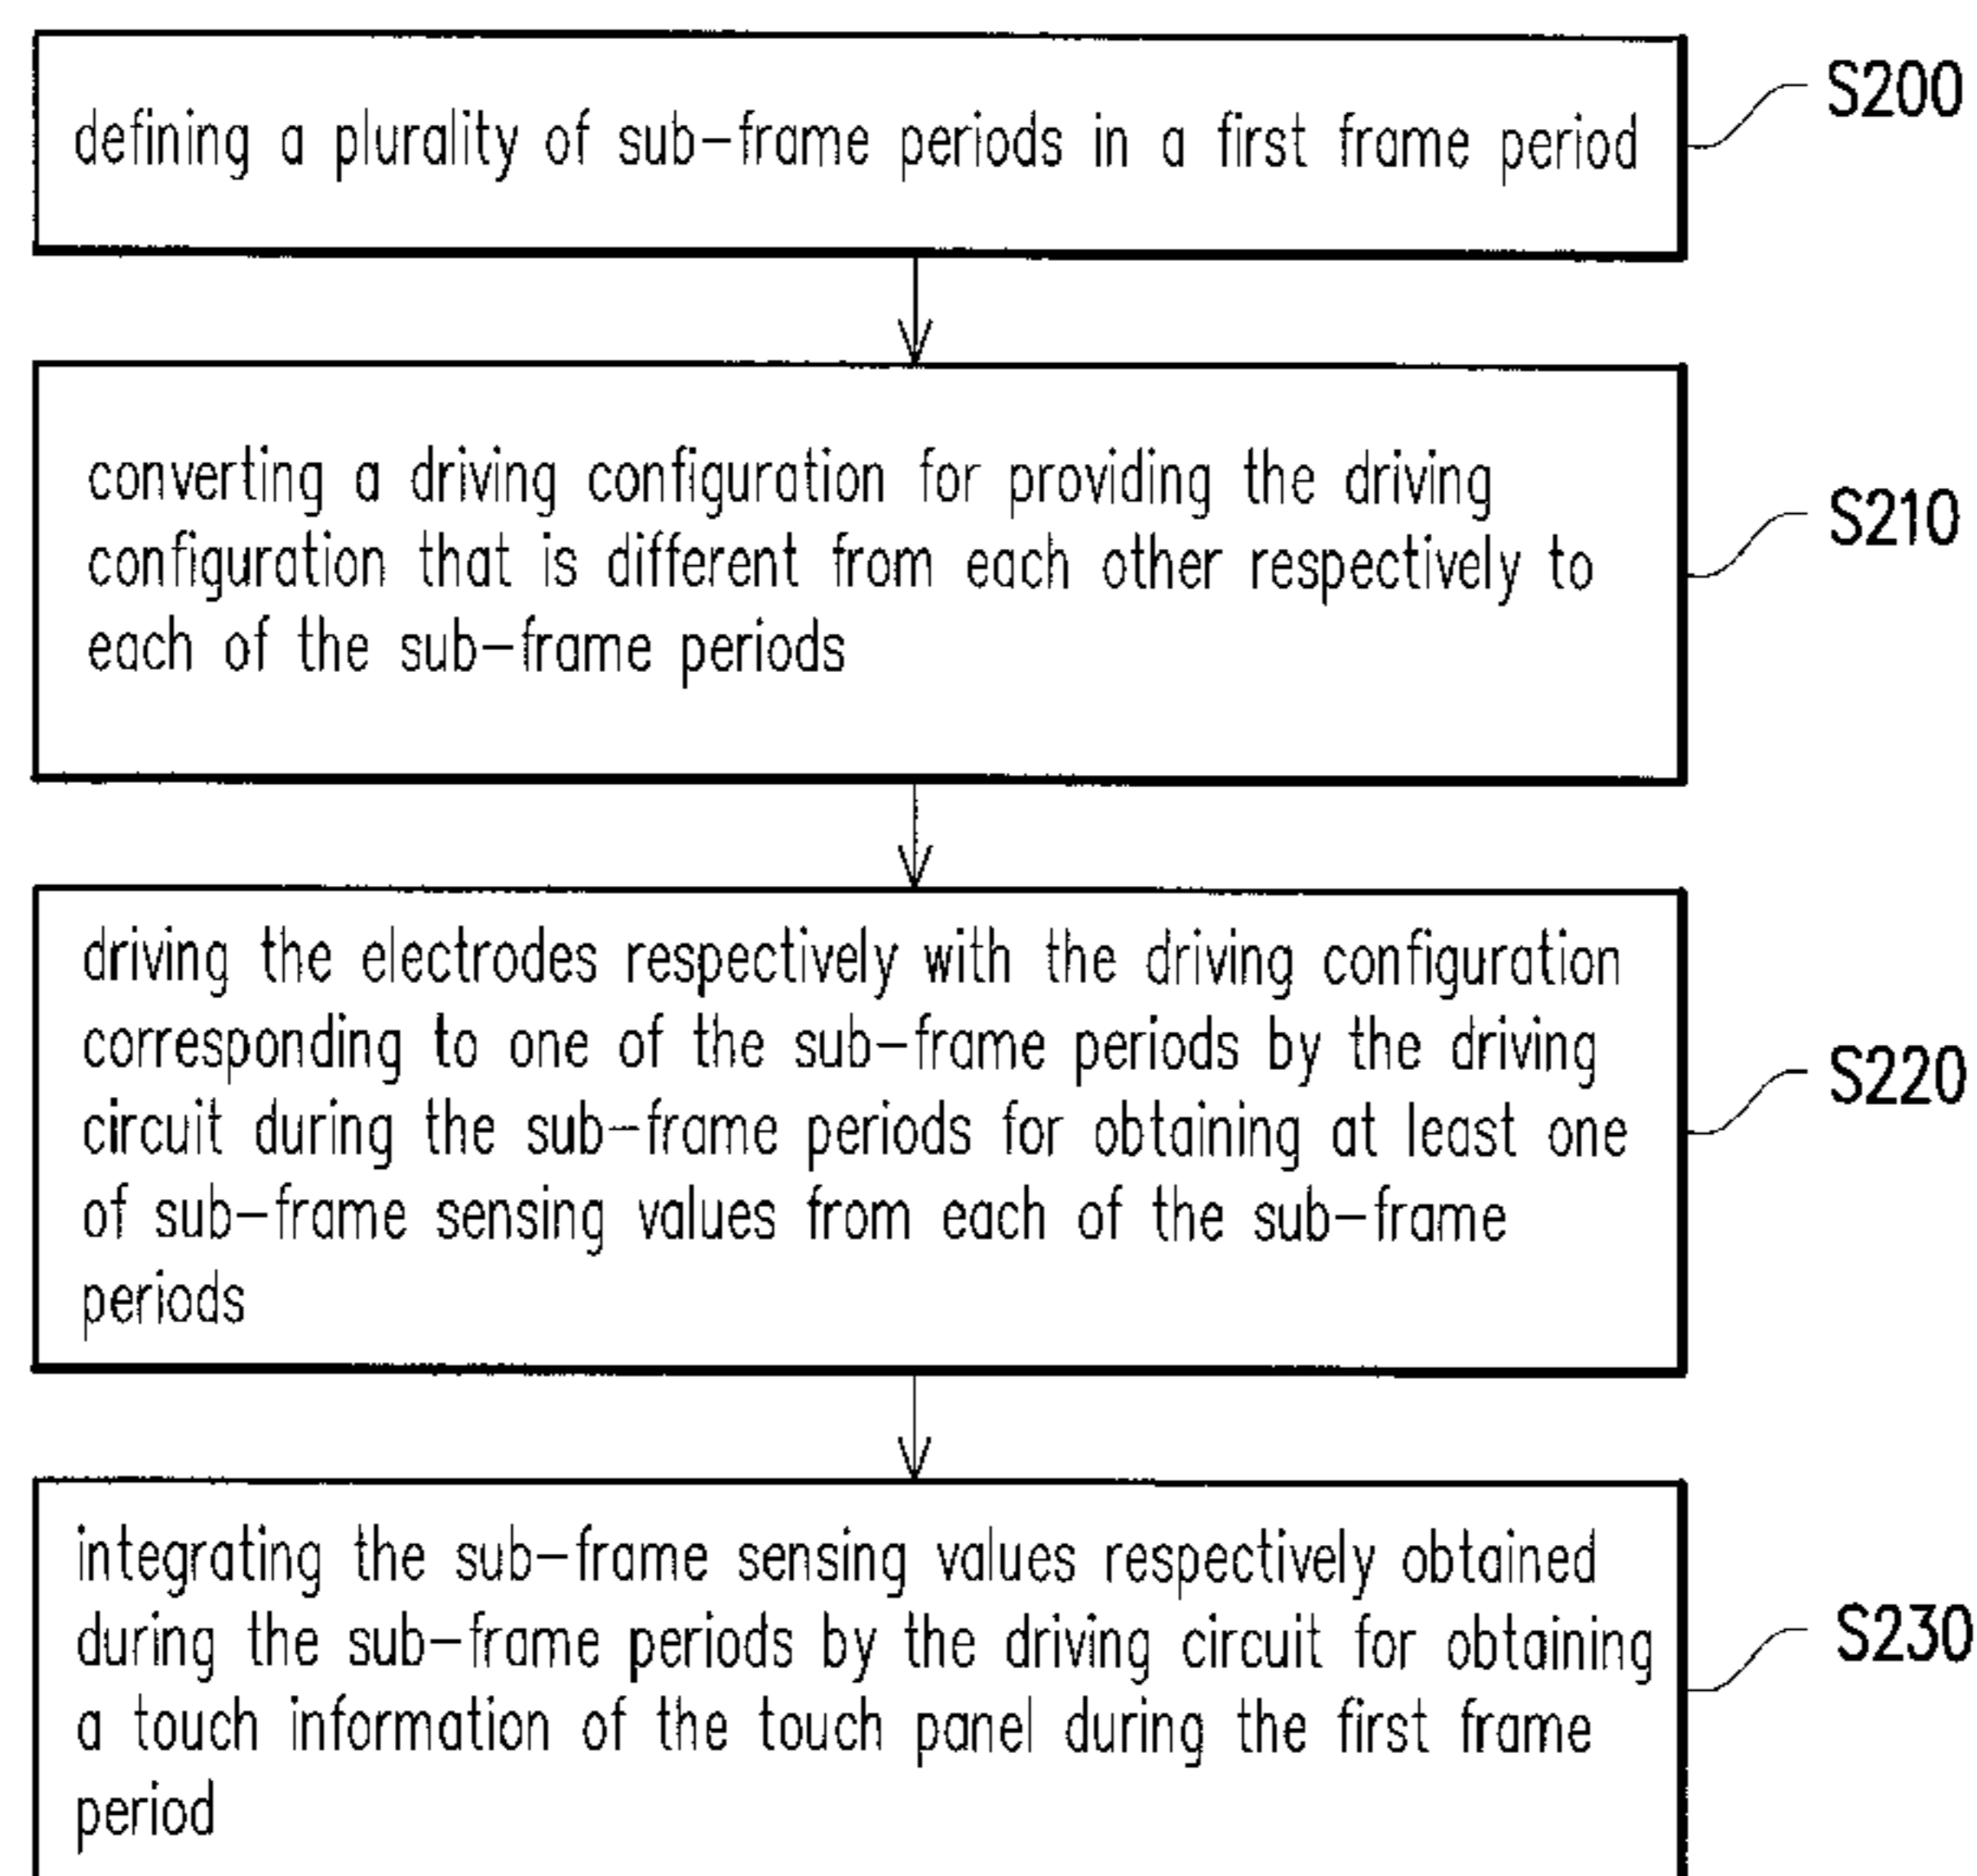 defining a plurality of sub-frame periods in a first frame period
S200
converting a driving configuration for providing the driving
configuration that is different from each other respectively to
each of the sub-frame periods
S210
driving the electrodes respectively with the driving configuration
corresponding to one of the sub-frame periods by the driving
circuit during the sub-frame periods for obtaining at least one
of sub-frame sensing values from each of the sub-frame
periods
S220
integrating the sub-frame sensing values respectively obtained
during the sub-frame periods by the driving circuit for obtaining
a touch information of the touch panel during the first frame
period
S230